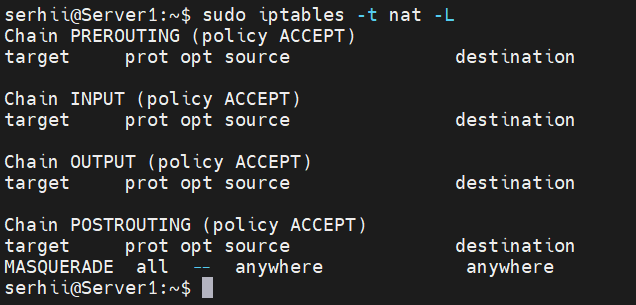 serhii@Server1:~$ sudo iptables -t nat -L
Chain PREROUTING (policy ACCEPT)
target     prot opt source               destination

Chain INPUT (policy ACCEPT)
target     prot opt source               destination

Chain OUTPUT (policy ACCEPT)
target     prot opt source               destination

Chain POSTROUTING (policy ACCEPT)
target     prot opt source               destination
MASQUERADE  all  --  anywhere             anywhere
serhii@Server1:~$